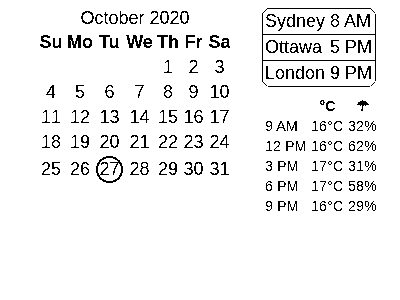 October 2020
Su Mo Tu We Th Fr Sa
1 2 3
4 5 6 7 8 9 10
11 12 13 14 15 16 17
18 19 20 21 22 23 24
25 26 27 28 29 30 31
Sydney 8 AM
Ottawa 5 PM
London 9 PM
°C ☂
9 AM 16°C 32%
12 PM 16°C 62%
3 PM 17°C 31%
6 PM 17°C 58%
9 PM 16°C 29%